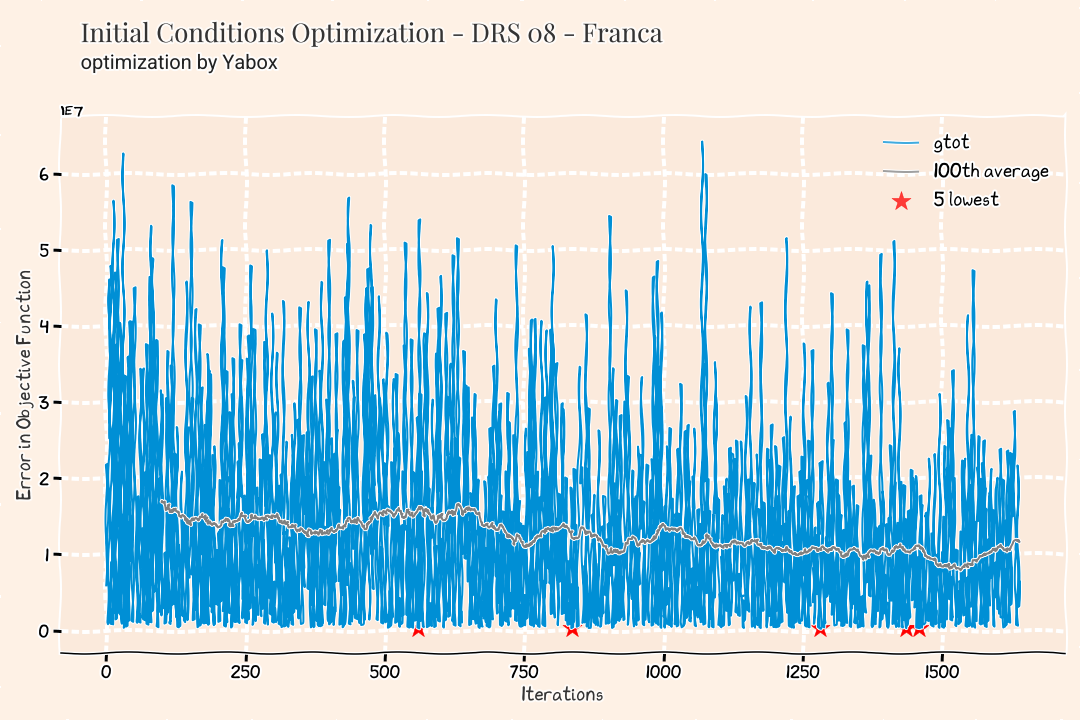 Initial Conditions Optimization - DRS 08 - Franca
optimization by Yabox
1E7
gtot
100th average
5 lowest
6
5
4
3
2
1
0
Error in Objective Function
0 250 500 750 1000 1250 1500
Iterations